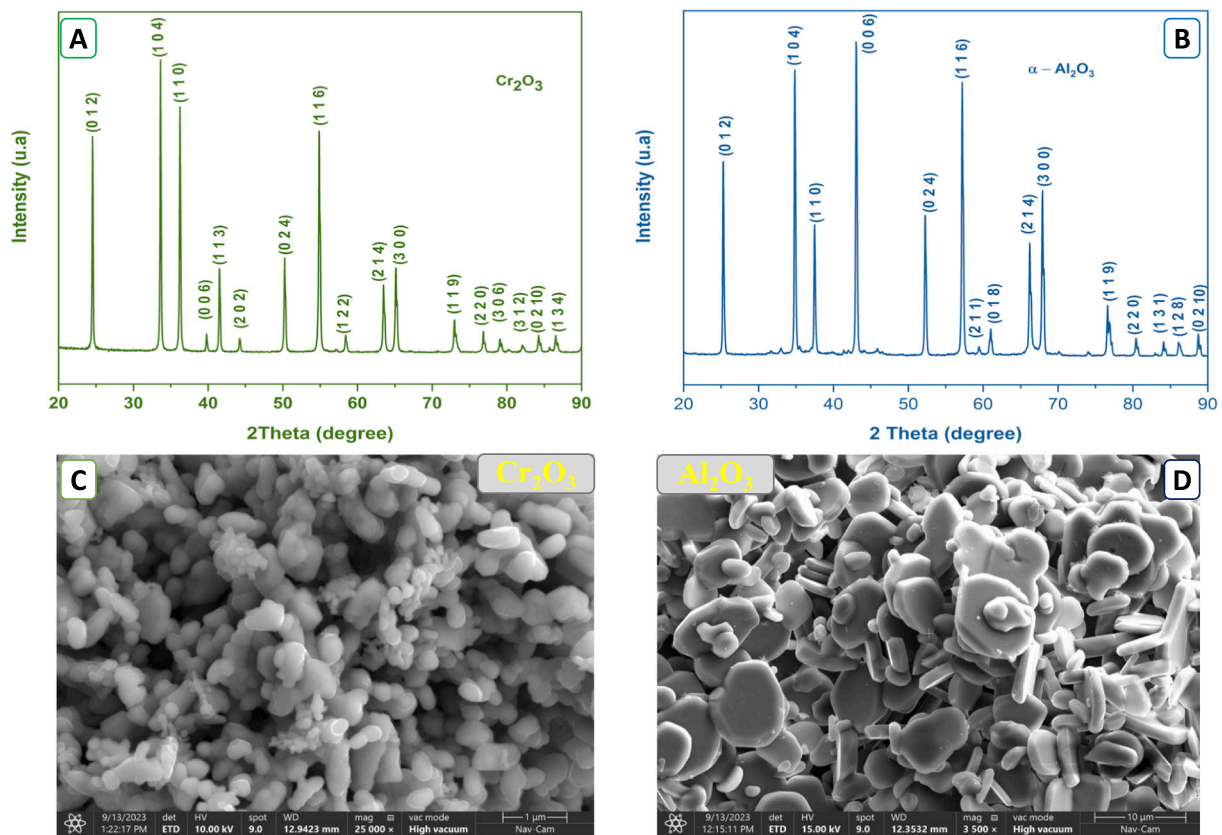 A
Intensity (u.a)
Cr₂O₃
(0 1 2)
(1 0 4)
(1 1 0)
(0 0 6)
(1 1 3)
(2 0 2)
(0 2 4)
(1 1 6)
(1 2 2)
(2 1 4)
(3 0 0)
(1 1 9)
(2 2 0)
(3 0 6)
(3 1 2)
(0 2 10)
(1 3 4)
20 30 40 50 60 70 80 90
2Theta (degree)
B
Intensity (u.a)
α – Al₂O₃
(0 1 2)
(1 0 4)
(1 1 0)
(0 0 6)
(0 2 4)
(1 1 6)
(2 1 1)
(0 1 8)
(2 1 4)
(3 0 0)
(1 1 9)
(2 2 0)
(1 3 1)
(1 2 8)
(0 2 10)
20 30 40 50 60 70 80 90
2 Theta (degree)
C
Cr₂O₃
9/13/2023 det HV spot WD mag vac mode 1 μm
1:22:17 PM ETD 10.00 kV 9.0 12.9423 mm 25 000 × High vacuum Nav-Cam
Al₂O₃
D
9/13/2023 det HV spot WD mag vac mode 10 μm
12:15:11 PM ETD 15.00 kV 9.0 12.3532 mm 3 500 × High vacuum Nav-Cam